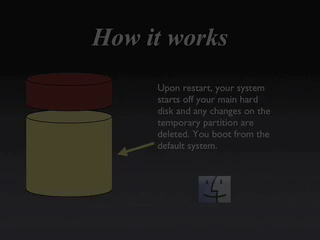 How it works
Upon restart, your system
starts off your main hard
disk and any changes on the
temporary partition are
deleted. You boot from the
default system.